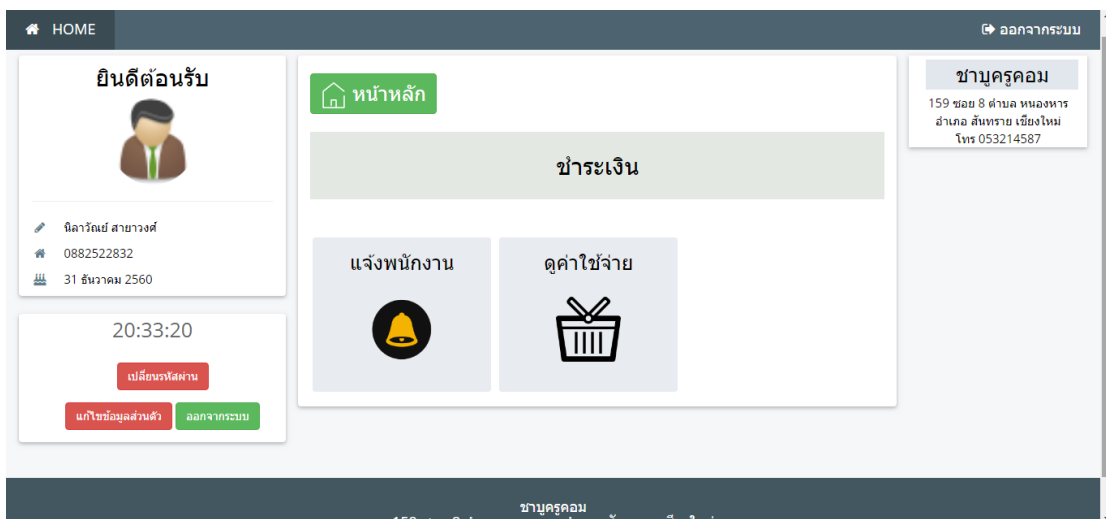 HOME
ออกจากระบบ
ยินดีต้อนรับ
นิลาวัณย์ สายาวงศ์
0882522832
31 ธันวาคม 2560
20:33:20
เปลี่ยนรหัสผ่าน
แก้ไขข้อมูลส่วนตัว
ออกจากระบบ
หน้าหลัก
ชำระเงิน
แจ้งพนักงาน
ดูค่าใช้จ่าย
ชาบูครูคอม
159 ซอย 8 ตำบล หนองหาร
อำเภอ สันทราย เชียงใหม่
โทร 053214587
ชาบูครูคอม